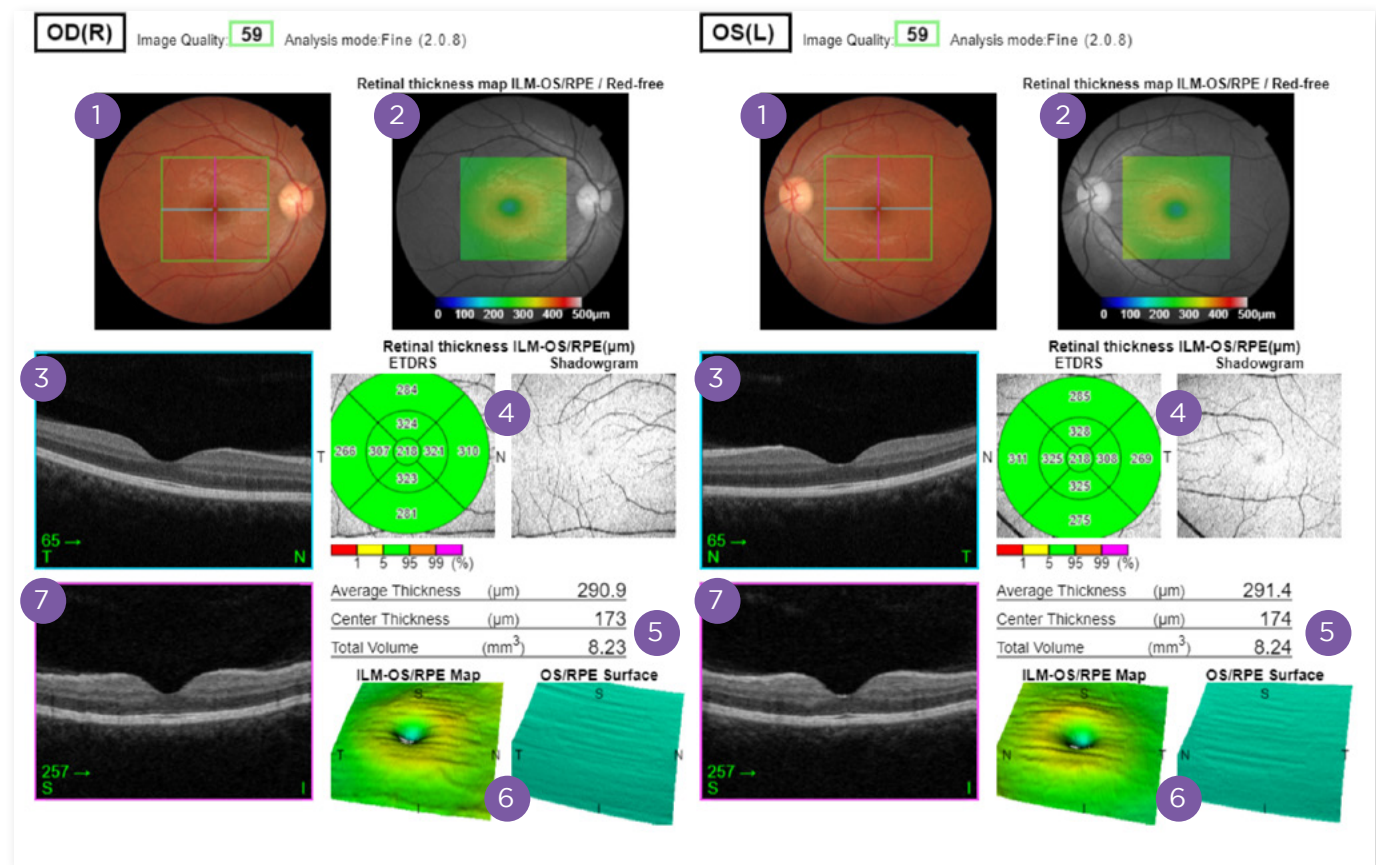 OD(R) Image Quality: 59 Analysis mode:Fine (2.0.8)
1
2
Retinal thickness map ILM-OS/RPE / Red-free
0 100 200 300 400 500µm
3
65 →
T N
Retinal thickness ILM-OS/RPE(µm)
ETDRS Shadowgram
4
284
324
266 307 218 321 310
323
281
T N
1 5 95 99 (%)
7
257 →
S I
Average Thickness (µm) 290.9
Center Thickness (µm) 173
Total Volume (mm³) 8.23
5
ILM-OS/RPE Map OS/RPE Surface
S S
T N T N
I I
6
OS(L) Image Quality: 59 Analysis mode:Fine (2.0.8)
1
2
Retinal thickness map ILM-OS/RPE / Red-free
0 100 200 300 400 500µm
3
65 →
N T
Retinal thickness ILM-OS/RPE(µm)
ETDRS Shadowgram
4
285
328
311 325 218 308 269
325
275
N T
1 5 95 99 (%)
7
257 →
S I
Average Thickness (µm) 291.4
Center Thickness (µm) 174
Total Volume (mm³) 8.24
5
ILM-OS/RPE Map OS/RPE Surface
S S
N T N T
I I
6